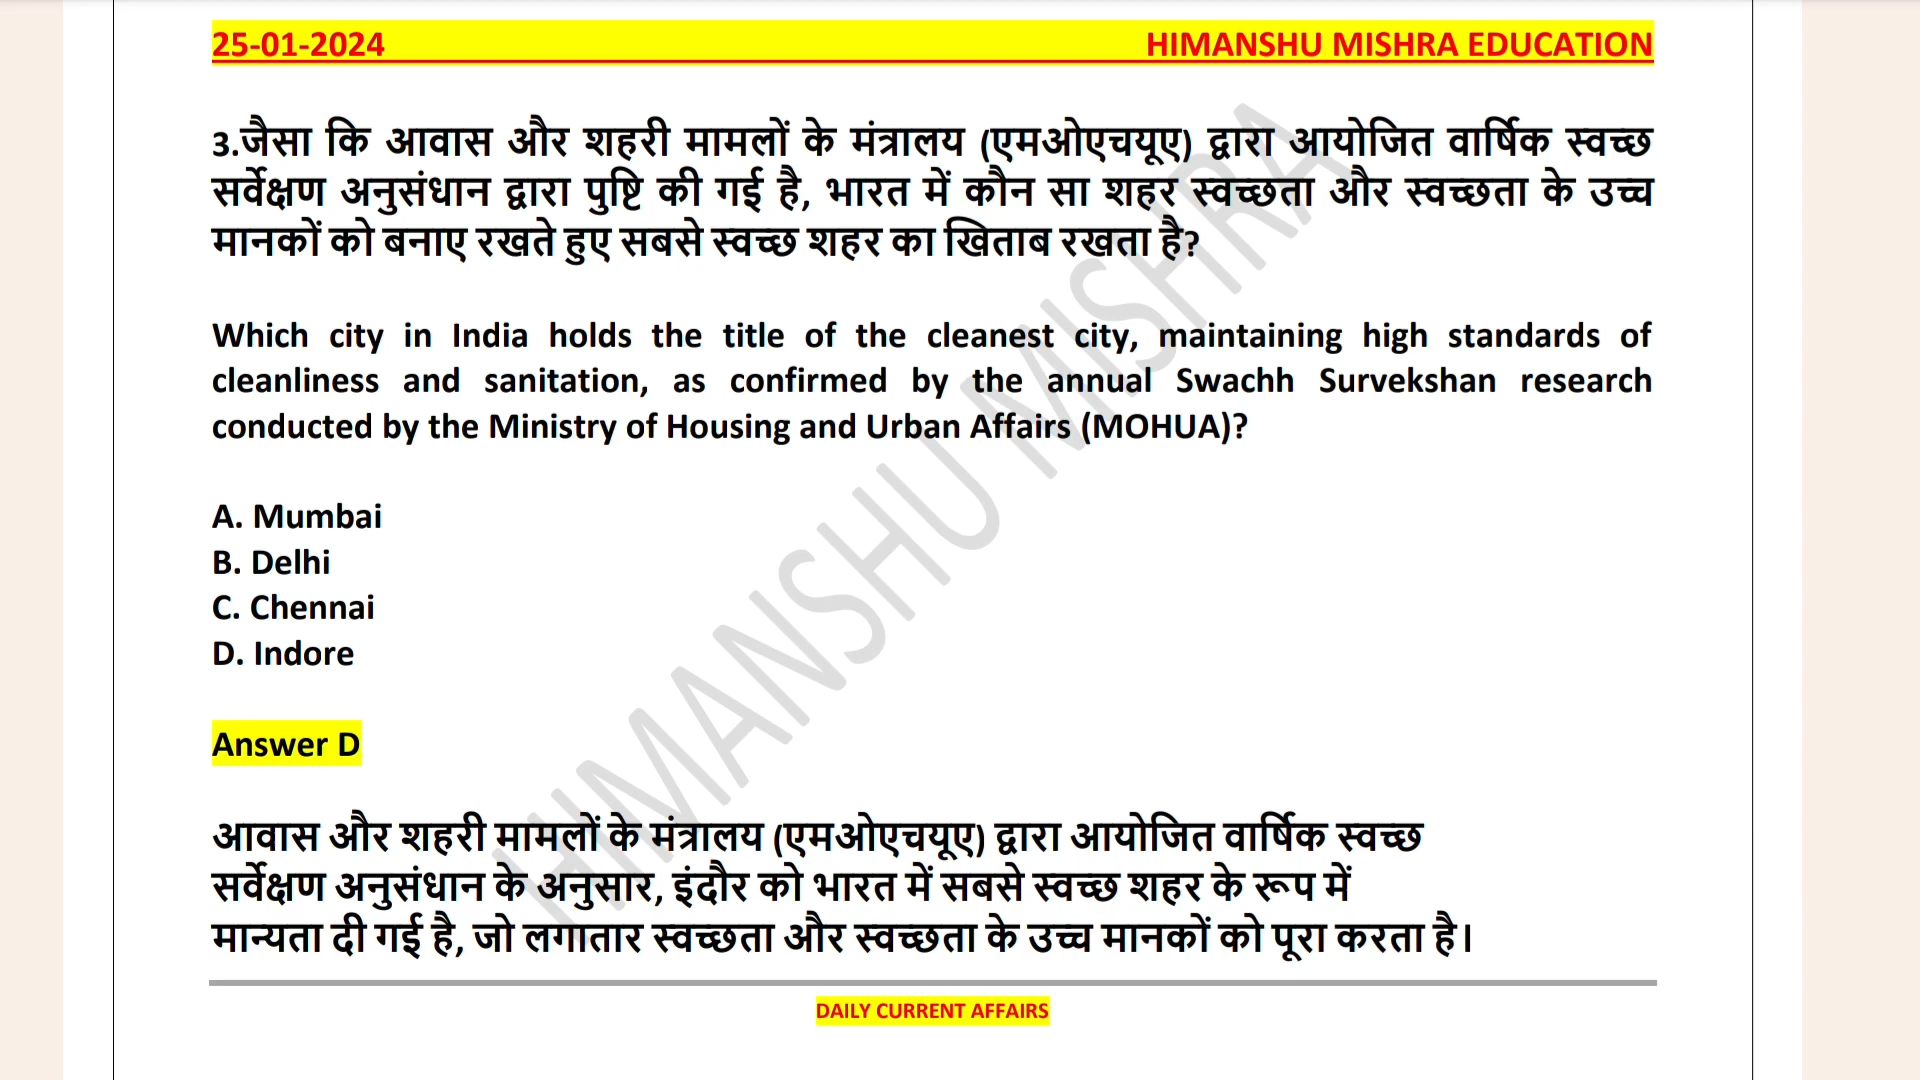 25-01-2024 HIMANSHU MISHRA EDUCATION
3.जैसा कि आवास और शहरी मामलों के मंत्रालय (एमओएचयूए) द्वारा आयोजित वार्षिक स्वच्छ
सर्वेक्षण अनुसंधान द्वारा पुष्टि की गई है, भारत में कौन सा शहर स्वच्छता और स्वच्छता के उच्च
मानकों को बनाए रखते हुए सबसे स्वच्छ शहर का खिताब रखता है?
Which city in India holds the title of the cleanest city, maintaining high standards of
cleanliness and sanitation, as confirmed by the annual Swachh Survekshan research
conducted by the Ministry of Housing and Urban Affairs (MOHUA)?
A. Mumbai
B. Delhi
C. Chennai
D. Indore
Answer D
आवास और शहरी मामलों के मंत्रालय (एमओएचयूए) द्वारा आयोजित वार्षिक स्वच्छ
सर्वेक्षण अनुसंधान के अनुसार, इंदौर को भारत में सबसे स्वच्छ शहर के रूप में
मान्यता दी गई है, जो लगातार स्वच्छता और स्वच्छता के उच्च मानकों को पूरा करता है।
DAILY CURRENT AFFAIRS
HIMANSHU MISHRA